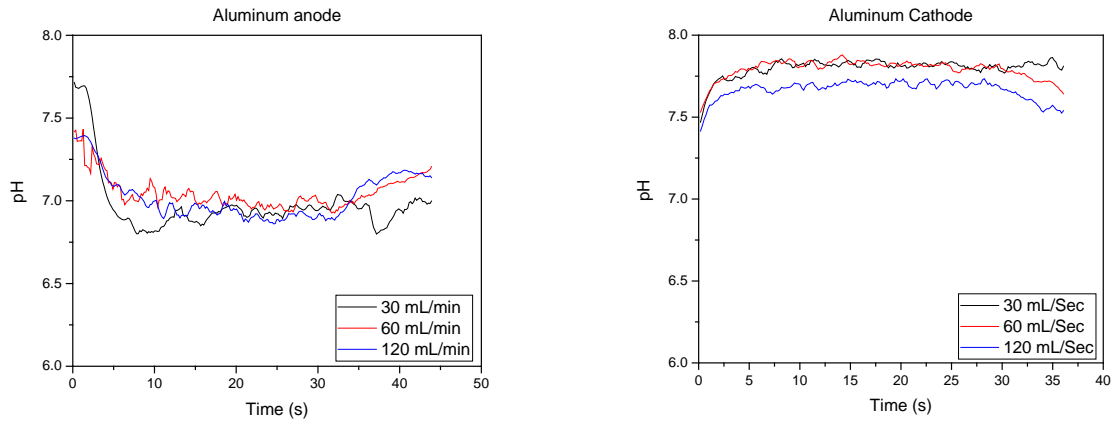 Aluminum anode
8.0
7.5
7.0
6.5
6.0
pH
0 10 20 30 40 50
Time (s)
30 mL/min
60 mL/min
120 mL/min
Aluminum Cathode
8.0
7.5
7.0
6.5
6.0
pH
0 5 10 15 20 25 30 35 40
Time (s)
30 mL/Sec
60 mL/Sec
120 mL/Sec